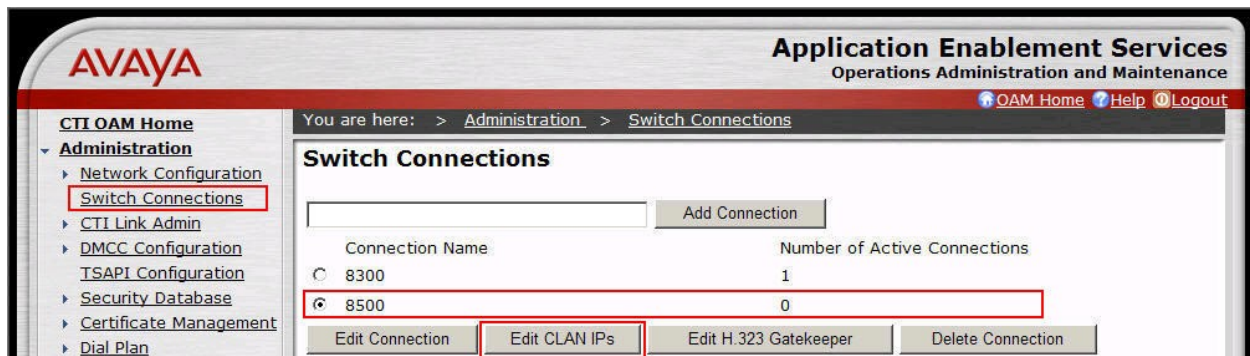 AVAYA
Application Enablement Services
Operations Administration and Maintenance
OAM Home ?Help Logout
CTI OAM Home
You are here: > Administration > Switch Connections
Administration
Network Configuration
Switch Connections
CTI Link Admin
DMCC Configuration
TSAPI Configuration
Security Database
Certificate Management
Dial Plan
Switch Connections
Add Connection
Connection Name Number of Active Connections
8300 1
8500 0
Edit Connection Edit CLAN IPs Edit H.323 Gatekeeper Delete Connection